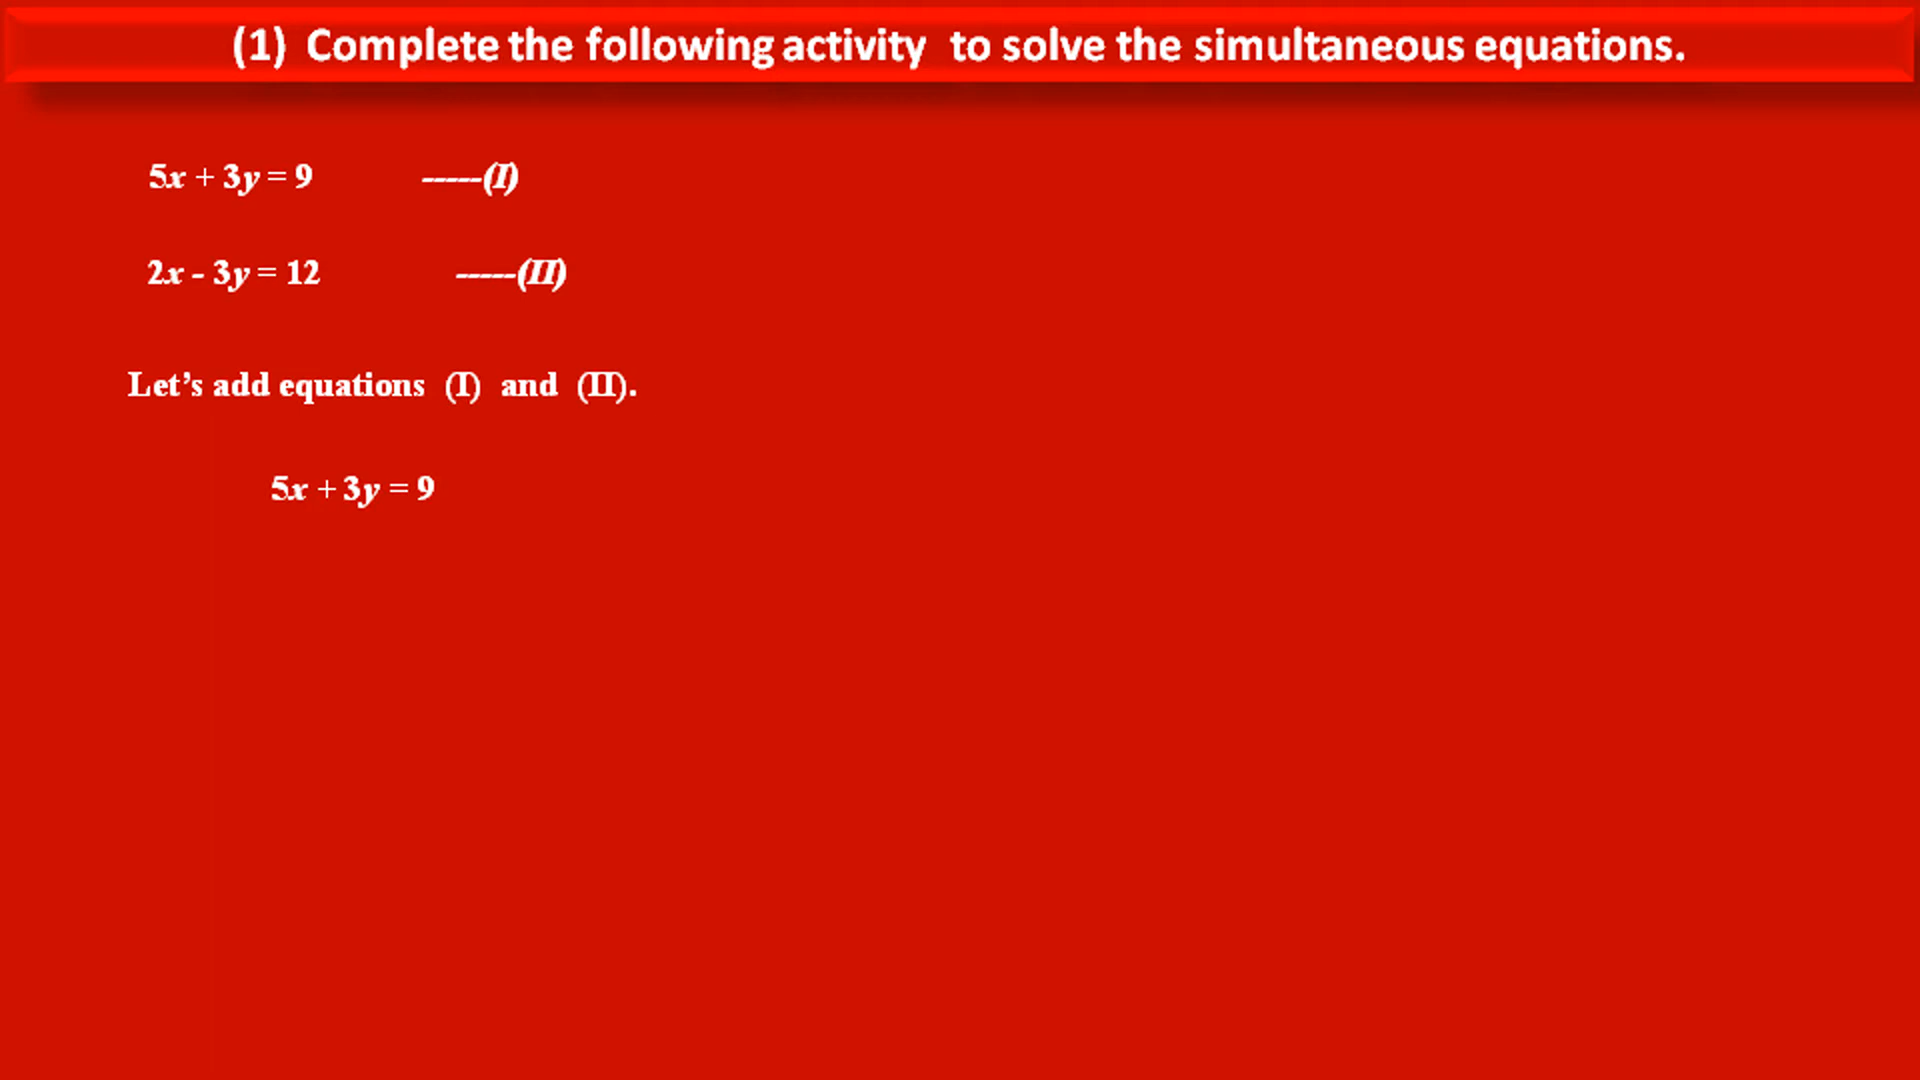 (1) Complete the following activity to solve the simultaneous equations.
5x + 3y = 9 -----(I)
2x - 3y = 12 -----(II)
Let's add equations (I) and (II).
5x + 3y = 9